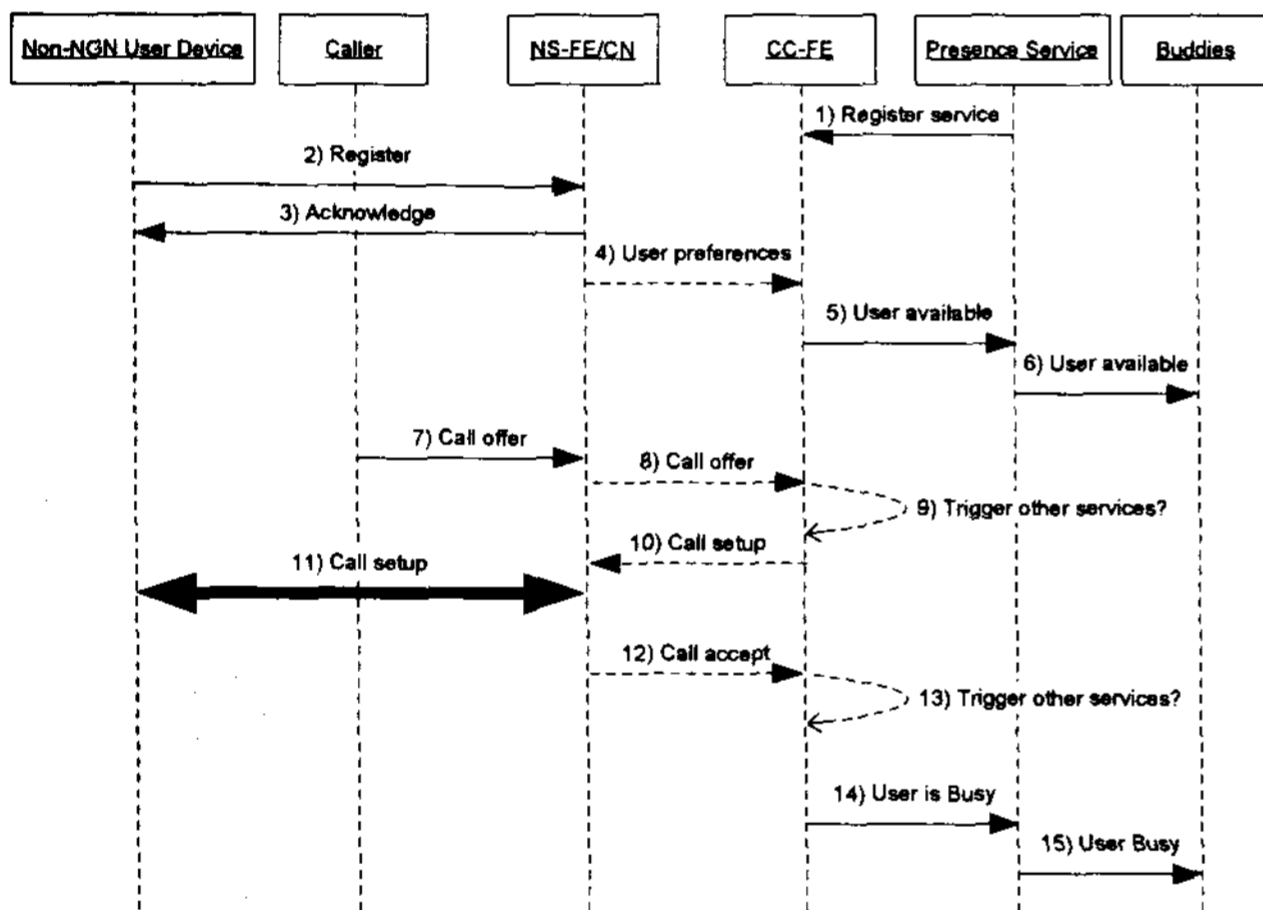 Non-NGN User Device
Caller
NS-FE/CN
CC-FE
Presence Service
Buddies
1) Register service
2) Register
3) Acknowledge
4) User preferences
5) User available
6) User available
7) Call offer
8) Call offer
9) Trigger other services?
10) Call setup
11) Call setup
12) Call accept
13) Trigger other services?
14) User is Busy
15) User Busy